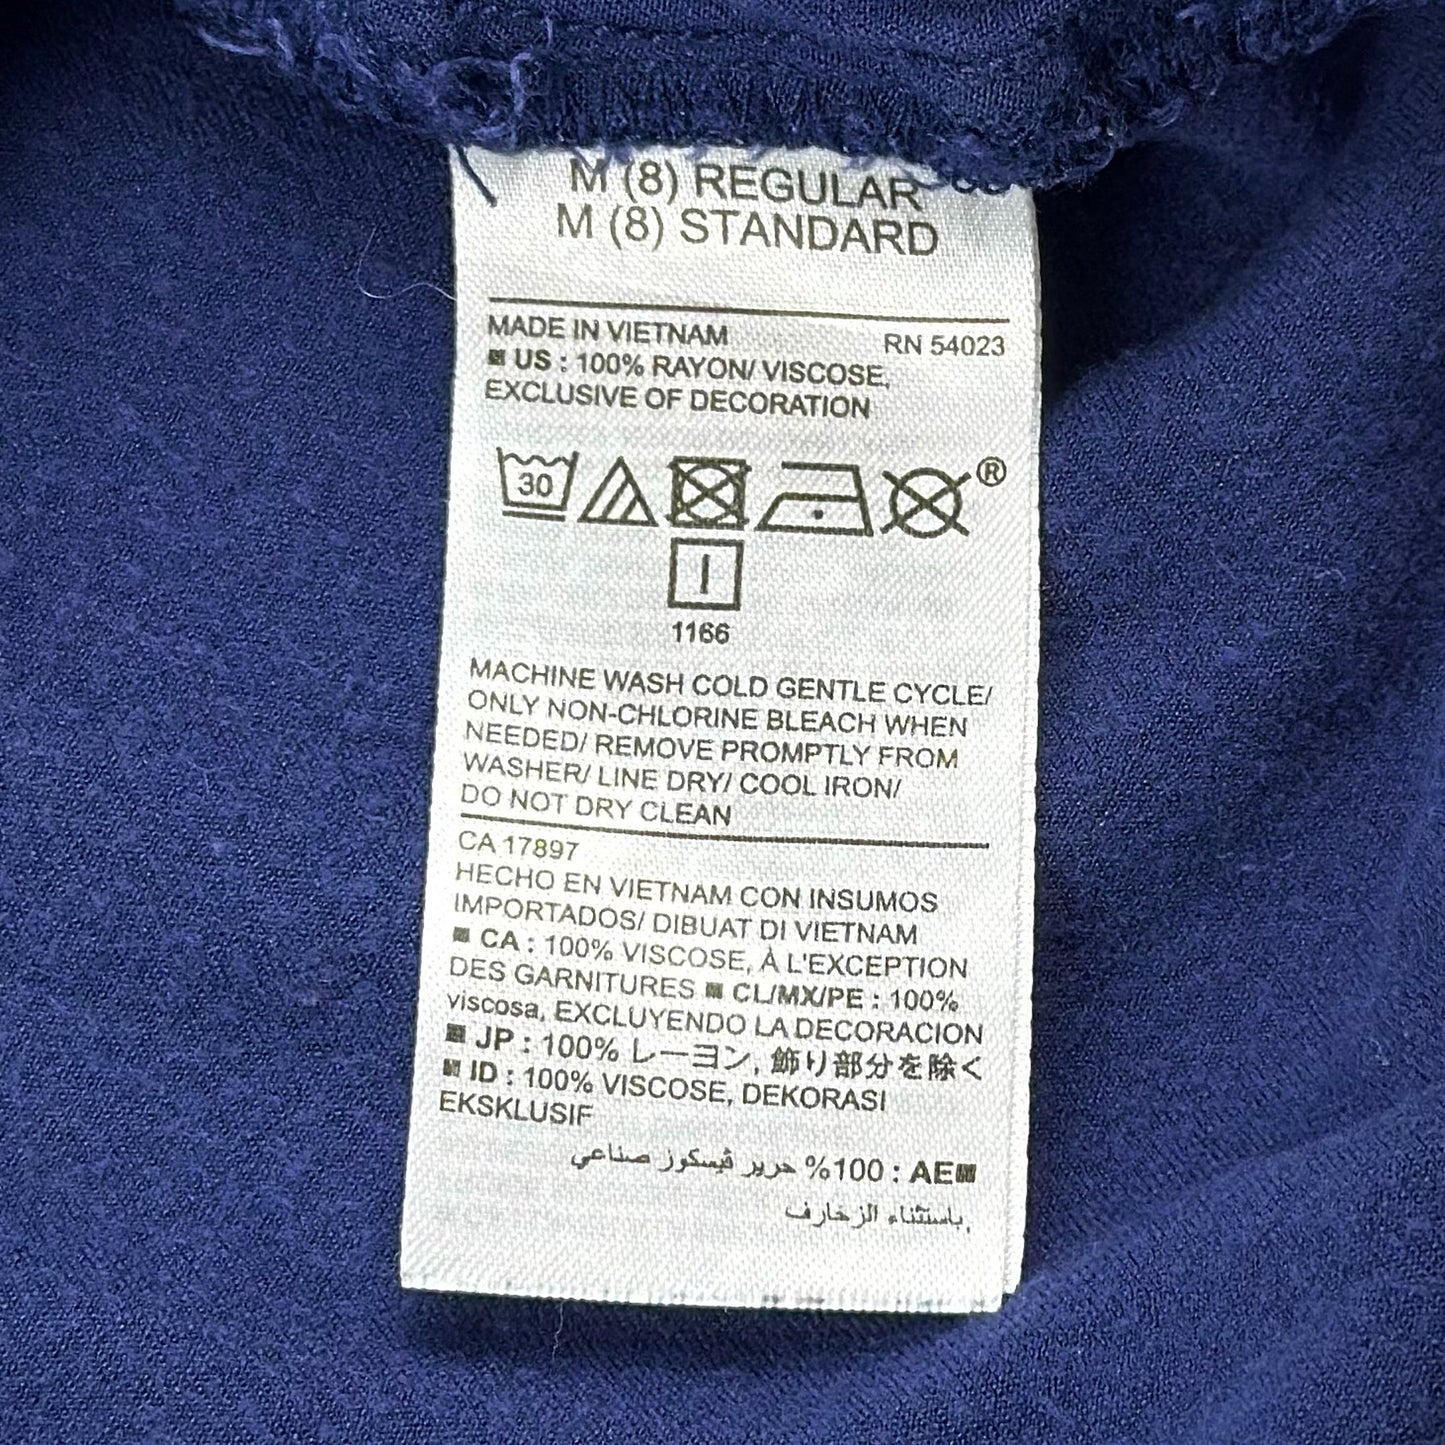 M (8) REGULAR
M (8) STANDARD
MADE IN VIETNAM RN 54023
US : 100% RAYON/ VISCOSE,
EXCLUSIVE OF DECORATION
30
®
1166
MACHINE WASH COLD GENTLE CYCLE/
ONLY NON-CHLORINE BLEACH WHEN
NEEDED/ REMOVE PROMPTLY FROM
WASHER/ LINE DRY/ COOL IRON/
DO NOT DRY CLEAN
CA 17897
HECHO EN VIETNAM CON INSUMOS
IMPORTADOS/ DIBUAT DI VIETNAM
■ CA : 100% VISCOSE, À L'EXCEPTION
DES GARNITURES ■ CL/MX/PE : 100%
viscosa, EXCLUYENDO LA DECORACION
■ JP : 100% レーヨン, 飾り部分を除く
■ ID : 100% VISCOSE, DEKORASI
EKSKLUSIF
■AE : 100% حرير ڤيسكوز صناعي
,باستثناء الزخارف